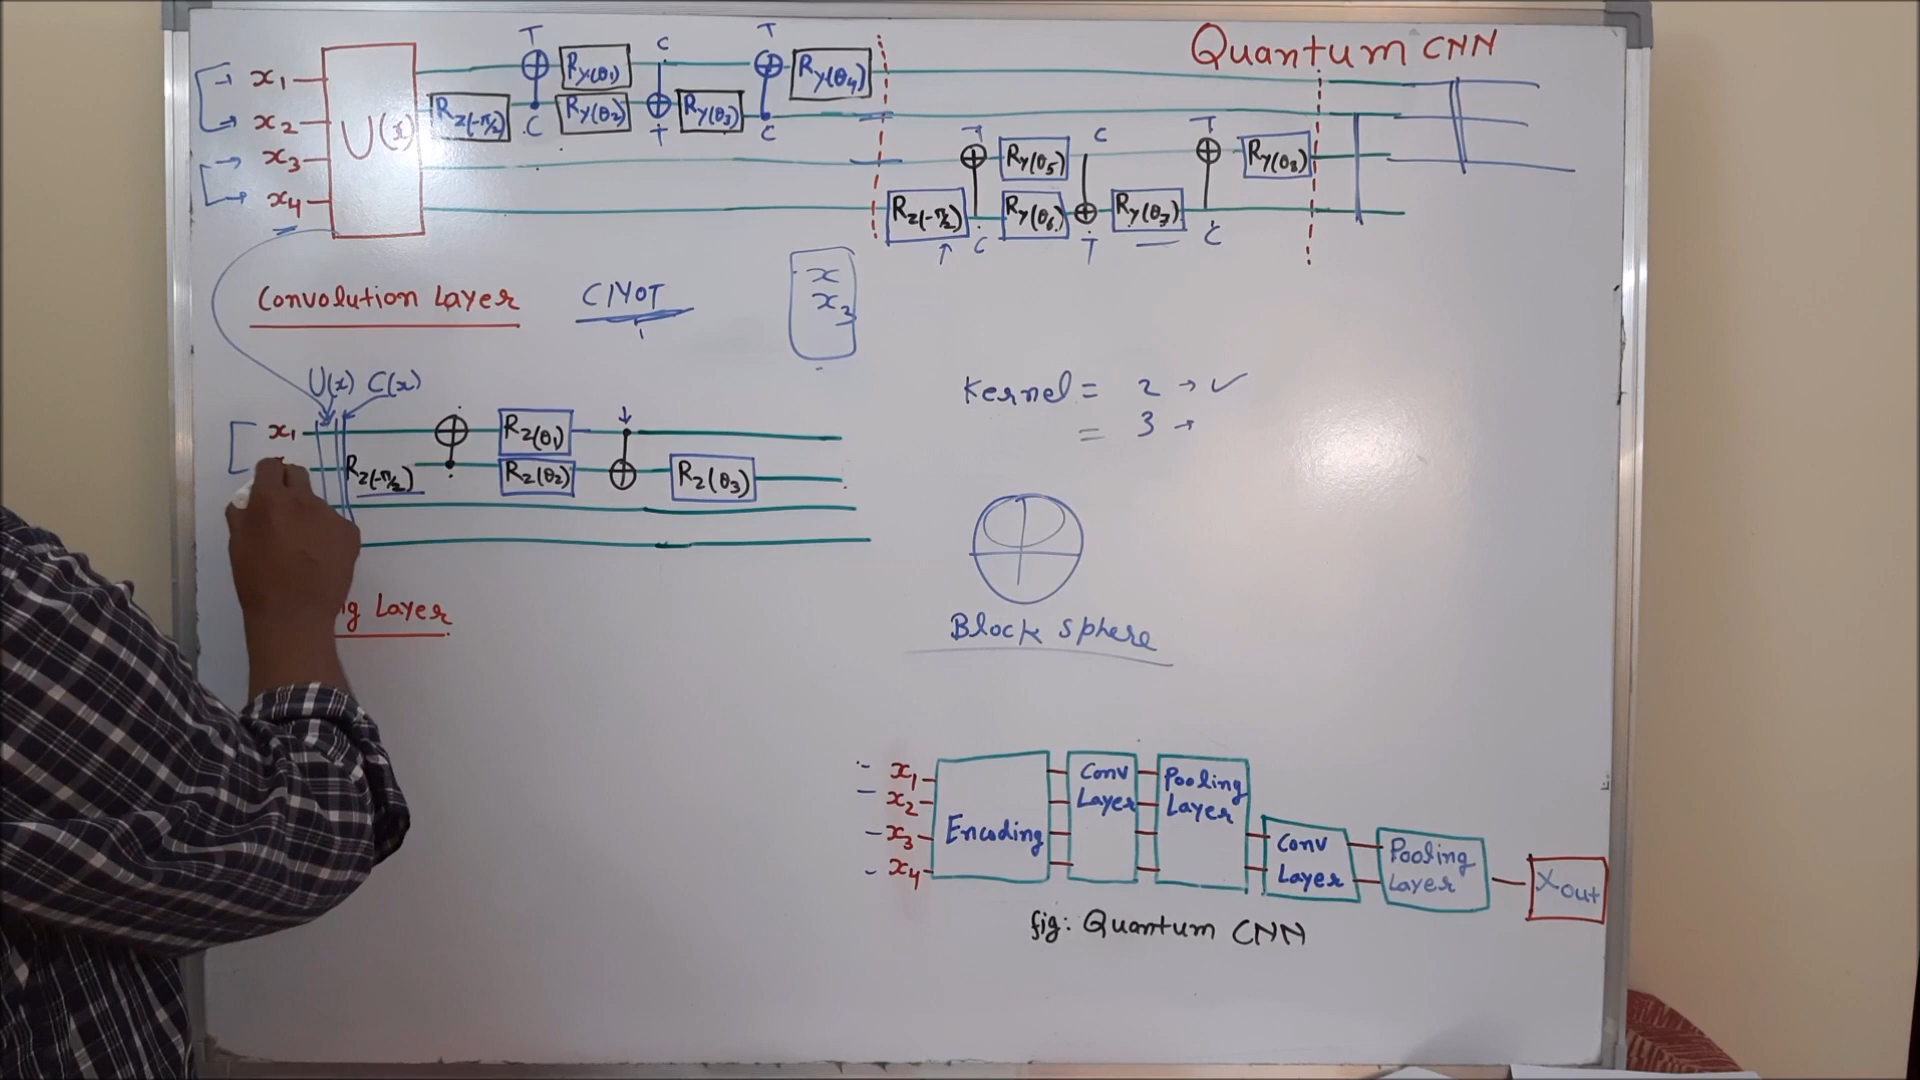 Quantum CNN
T C T
x1 Ry(θ1) Ry(θ4)
x2 U(x) Rz(-π/2) C Ry(θ2) T Ry(θ3) C
x3 T Ry(θ5) C T Ry(θ8)
x4 Rz(-π/2) C Ry(θ6) T Ry(θ7) C
Convolution Layer CNOT
x
x2
U(x) C(x)
x1 Rz(θ1)
Rz(-π/2) Rz(θ2) Rz(θ3)
Kernel = 2 → ✓
= 3 →
Block sphere
ng Layer
x1
x2
x3
x4
Encoding
Conv
Layer
Pooling
Layer
Conv
Layer
Pooling
Layer
Xout
fig: Quantum CNN